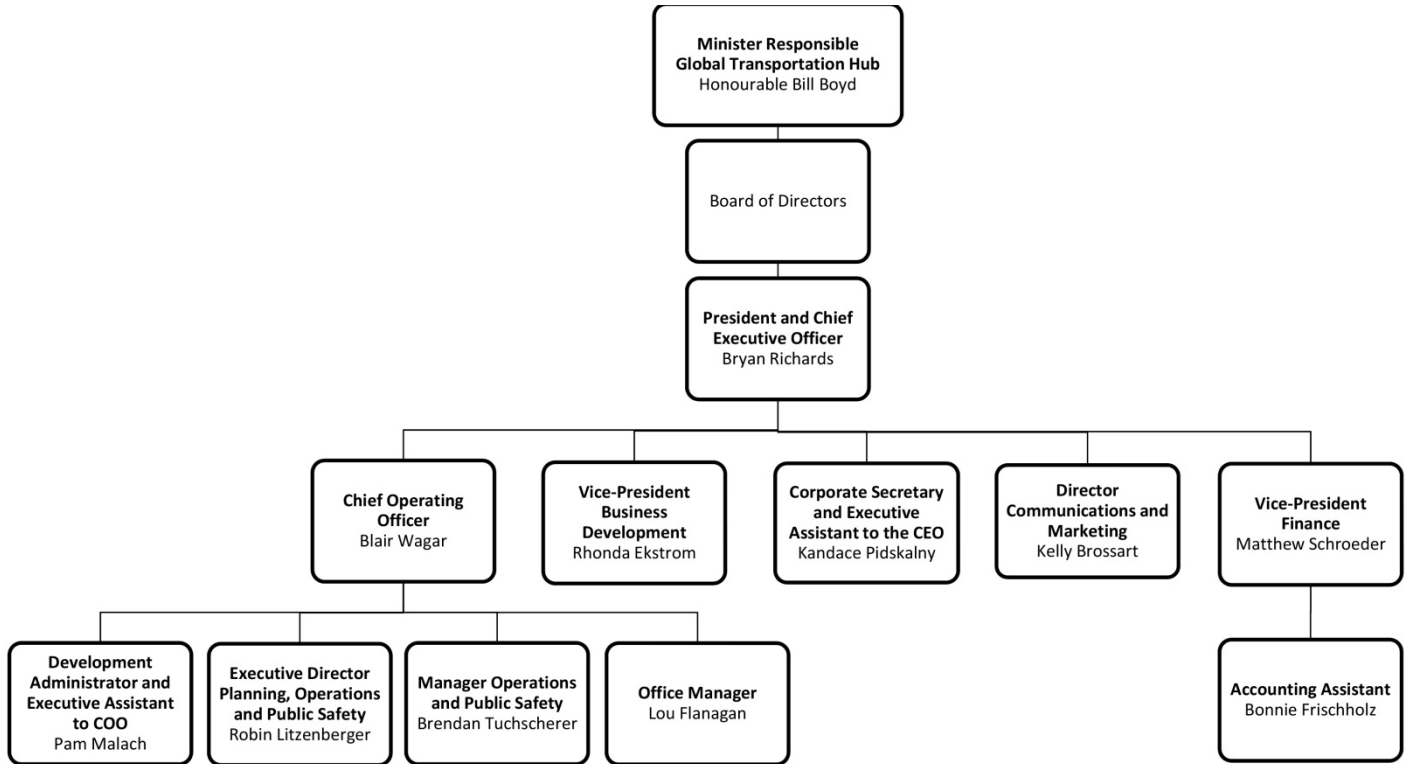 Minister Responsible
Global Transportation Hub
Honourable Bill Boyd
Board of Directors
President and Chief
Executive Officer
Bryan Richards
Chief Operating
Officer
Blair Wagar
Vice-President
Business
Development
Rhonda Ekstrom
Corporate Secretary
and Executive
Assistant to the CEO
Kandace Pidskalny
Director
Communications and
Marketing
Kelly Brossart
Vice-President
Finance
Matthew Schroeder
Development
Administrator and
Executive Assistant
to COO
Pam Malach
Executive Director
Planning, Operations
and Public Safety
Robin Litzenberger
Manager Operations
and Public Safety
Brendan Tuchscherer
Office Manager
Lou Flanagan
Accounting Assistant
Bonnie Frischholz